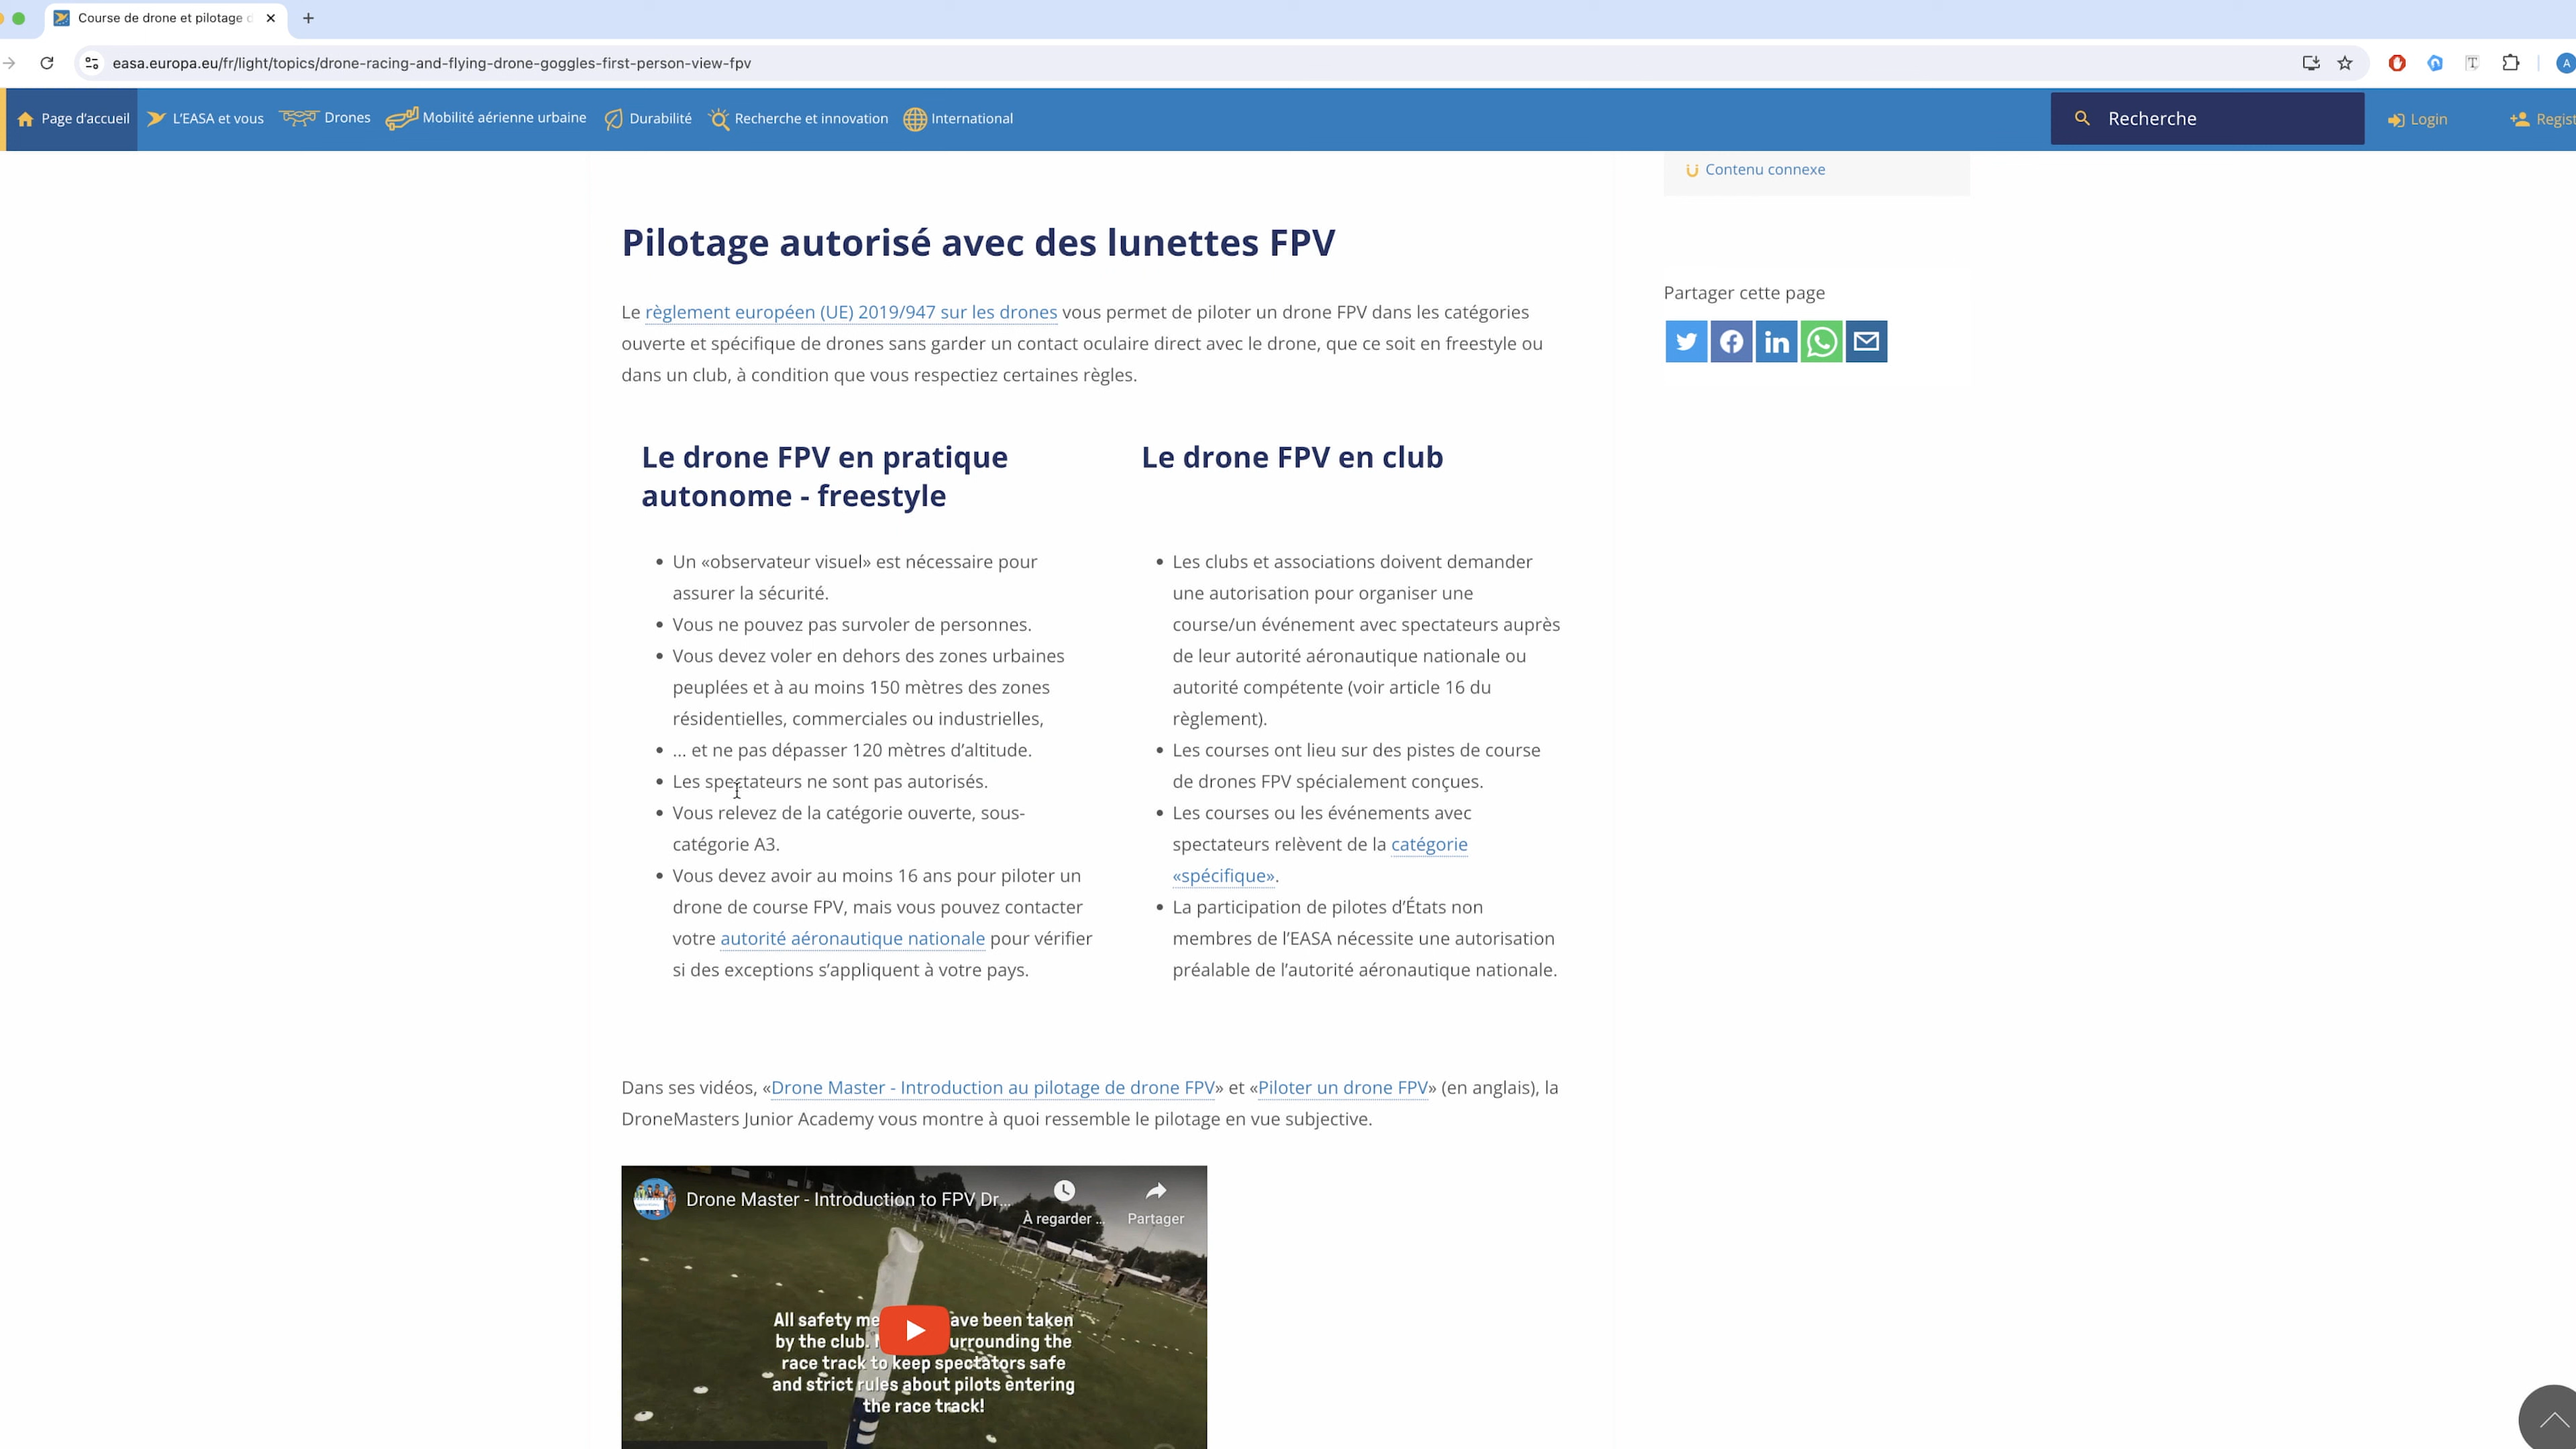 Course de drone et pilotage d
easa.europa.eu/fr/light/topics/drone-racing-and-flying-drone-goggles-first-person-view-fpv
A
Page d’accueil
L’EASA et vous
Drones
Mobilité aérienne urbaine
Durabilité
Recherche et innovation
International
Recherche
Login
Regist
Contenu connexe
Pilotage autorisé avec des lunettes FPV
Le règlement européen (UE) 2019/947 sur les drones vous permet de piloter un drone FPV dans les catégories
ouverte et spécifique de drones sans garder un contact oculaire direct avec le drone, que ce soit en freestyle ou
dans un club, à condition que vous respectiez certaines règles.
Partager cette page
Le drone FPV en pratique
autonome - freestyle
Un «observateur visuel» est nécessaire pour
assurer la sécurité.
Vous ne pouvez pas survoler de personnes.
Vous devez voler en dehors des zones urbaines
peuplées et à au moins 150 mètres des zones
résidentielles, commerciales ou industrielles,
... et ne pas dépasser 120 mètres d’altitude.
Les spectateurs ne sont pas autorisés.
Vous relevez de la catégorie ouverte, sous-
catégorie A3.
Vous devez avoir au moins 16 ans pour piloter un
drone de course FPV, mais vous pouvez contacter
votre autorité aéronautique nationale pour vérifier
si des exceptions s’appliquent à votre pays.
Le drone FPV en club
Les clubs et associations doivent demander
une autorisation pour organiser une
course/un événement avec spectateurs auprès
de leur autorité aéronautique nationale ou
autorité compétente (voir article 16 du
règlement).
Les courses ont lieu sur des pistes de course
de drones FPV spécialement conçues.
Les courses ou les événements avec
spectateurs relèvent de la catégorie
«spécifique».
La participation de pilotes d’États non
membres de l’EASA nécessite une autorisation
préalable de l’autorité aéronautique nationale.
Dans ses vidéos, «Drone Master - Introduction au pilotage de drone FPV» et «Piloter un drone FPV» (en anglais), la
DroneMasters Junior Academy vous montre à quoi ressemble le pilotage en vue subjective.
Drone Master - Introduction to FPV Dr...
À regarder ...
Partager
All safety me ave been taken
by the club. urrounding the
race track to keep spectators safe
and strict rules about pilots entering
the race track!